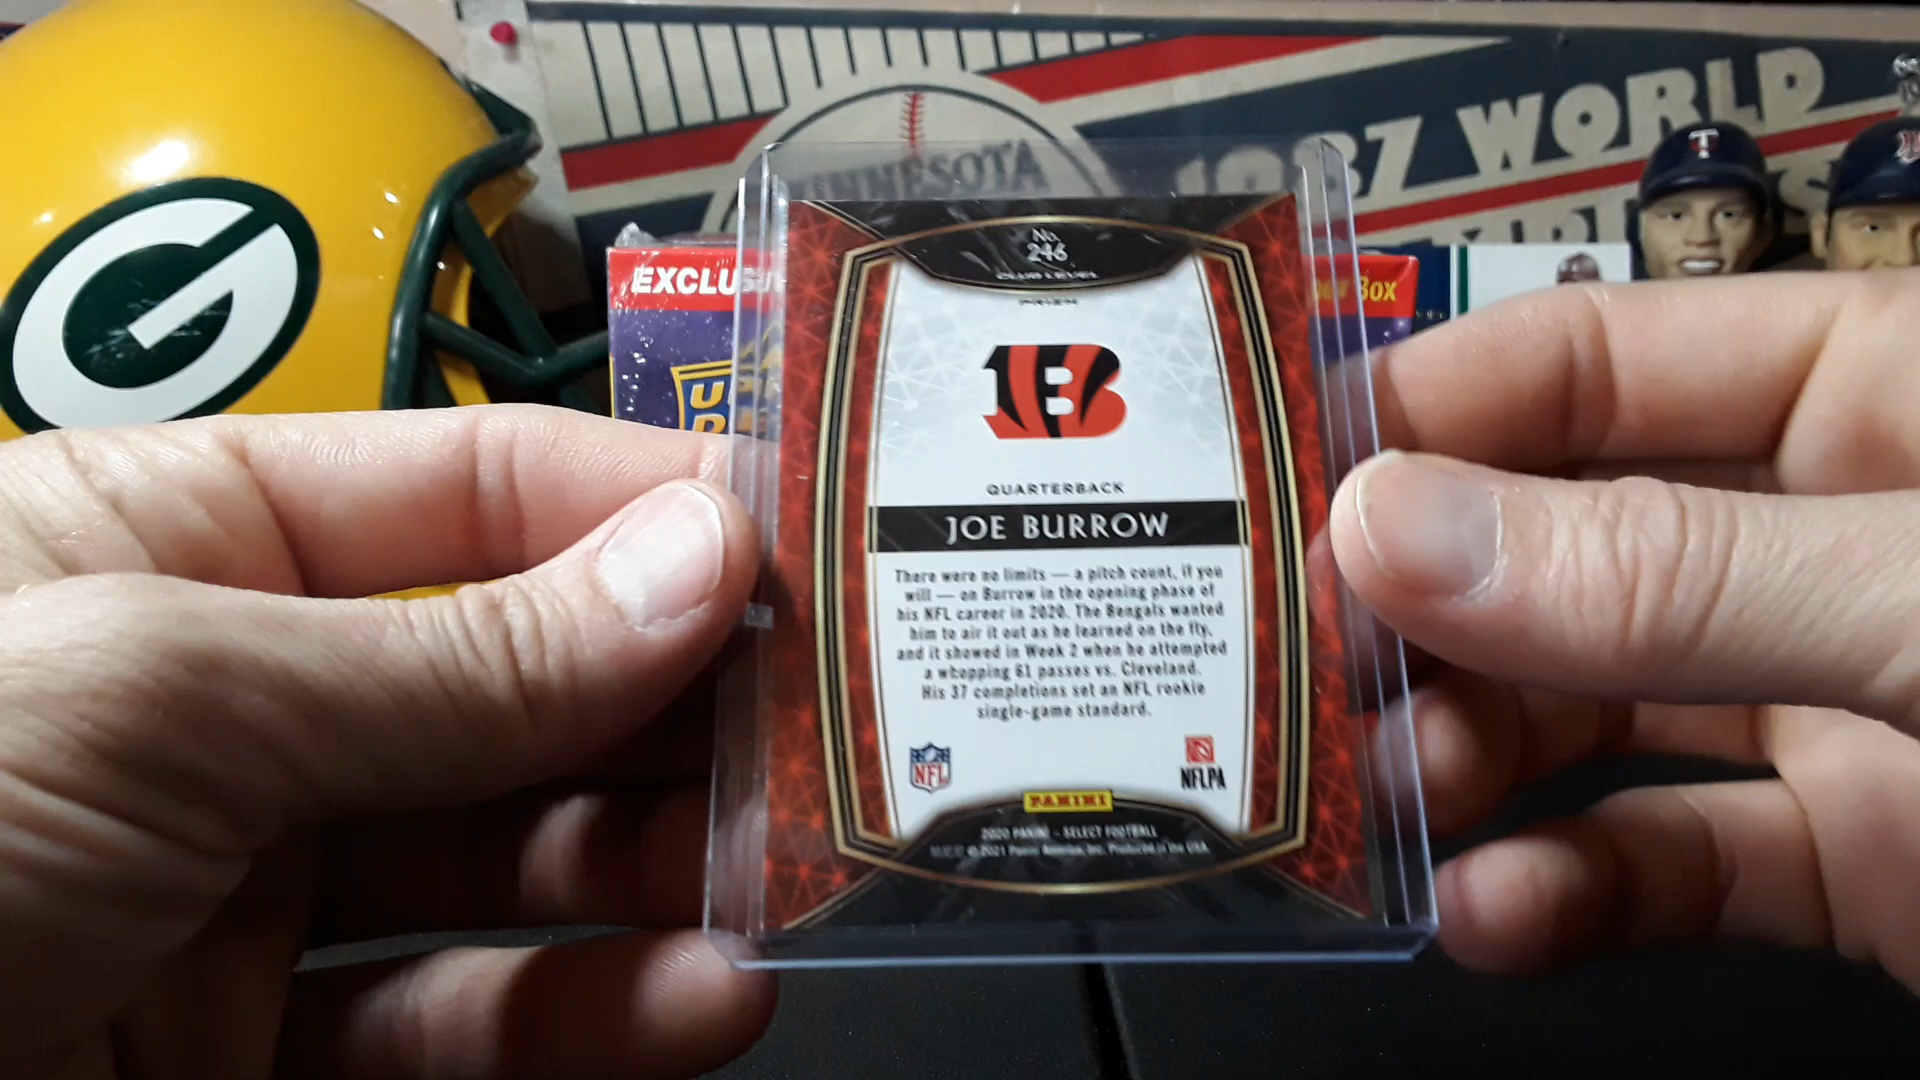 G
MINNESOTA
1987 WORLD
T
EXCLU
Box
UP
DE
No.
246
CLUB LEVEL
PRIZM
B
QUARTERBACK
JOE BURROW
There were no limits — a pitch count, if you
will — on Burrow in the opening phase of
his NFL career in 2020. The Bengals wanted
him to air it out as he learned on the fly,
and it showed in Week 2 when he attempted
a whopping 61 passes vs. Cleveland.
His 37 completions set an NFL rookie
single-game standard.
NFL
NFLPA
PANINI
2020 PANINI – SELECT FOOTBALL
© 2021 Panini America, Inc. Produced in the USA.